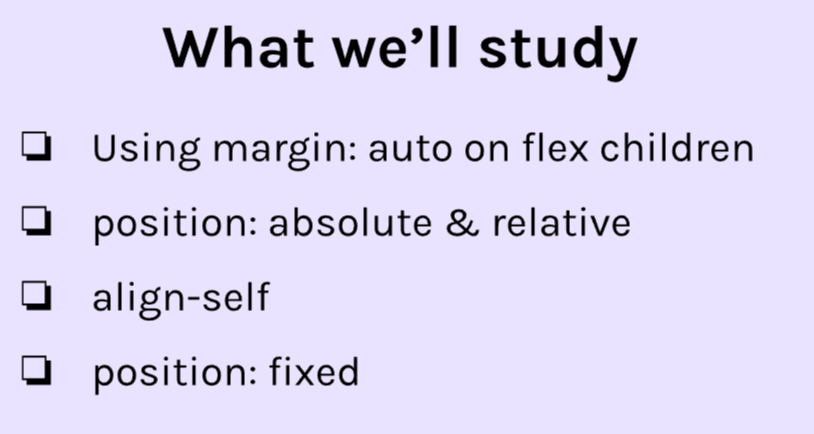 What we’ll study
❏ Using margin: auto on flex children
❏ position: absolute & relative
❏ align-self
❏ position: fixed